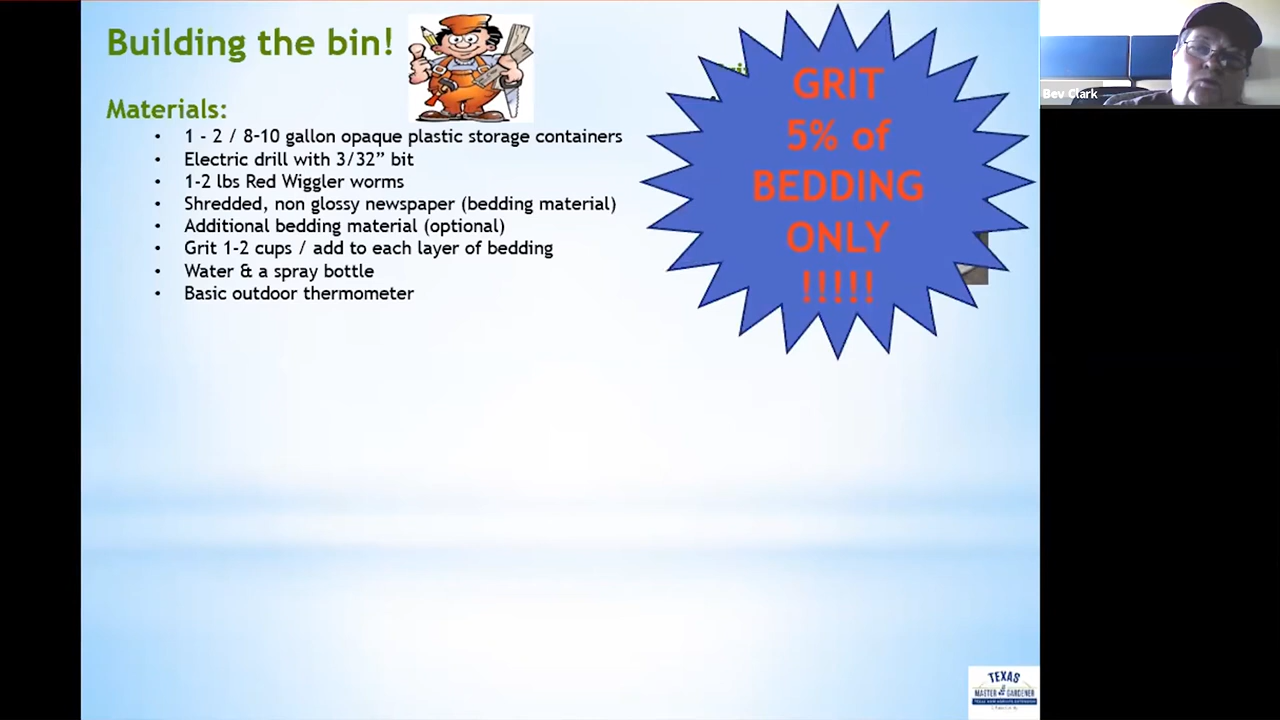 Building the bin!
Materials:
• 1 - 2 / 8-10 gallon opaque plastic storage containers
• Electric drill with 3/32” bit
• 1-2 lbs Red Wiggler worms
• Shredded, non glossy newspaper (bedding material)
• Additional bedding material (optional)
• Grit 1-2 cups / add to each layer of bedding
• Water & a spray bottle
• Basic outdoor thermometer
GRIT
5% of
BEDDING
ONLY
!!!!!
Bev Clark
TEXAS
MASTER GARDENER
TEXAS A&M AGRILIFE EXTENSION